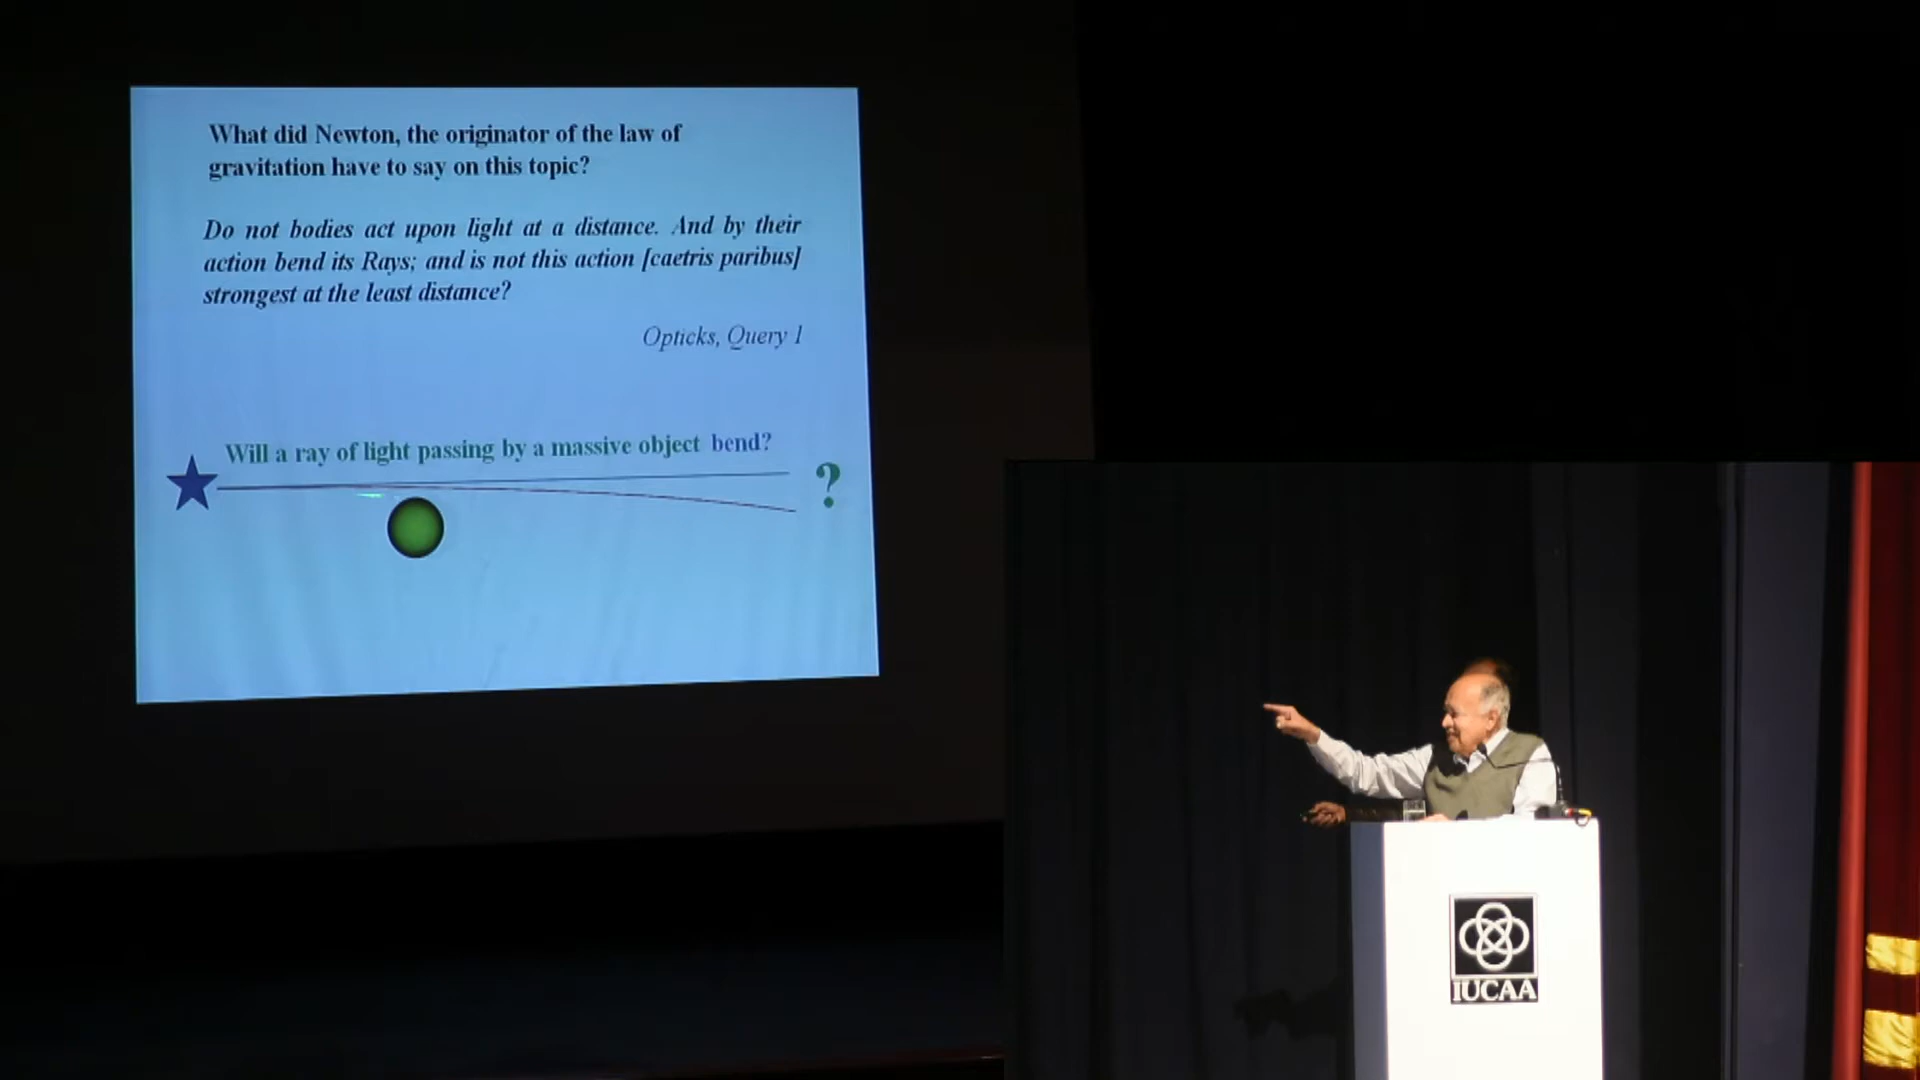 What did Newton, the originator of the law of
gravitation have to say on this topic?
Do not bodies act upon light at a distance. And by their
action bend its Rays; and is not this action [caetris paribus]
strongest at the least distance?
Opticks, Query 1
Will a ray of light passing by a massive object bend?
?
IUCAA